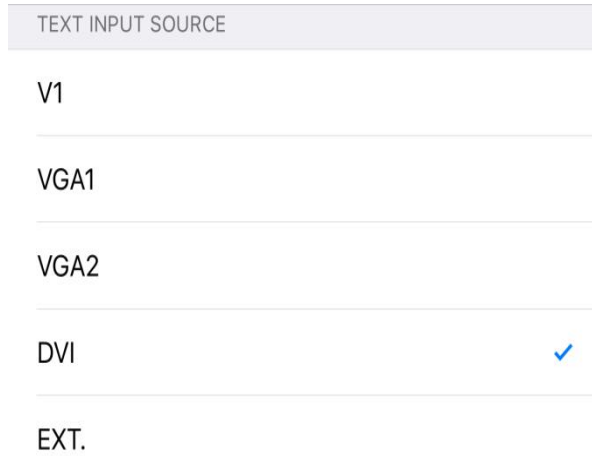 TEXT INPUT SOURCE
V1
VGA1
VGA2
DVI
EXT.